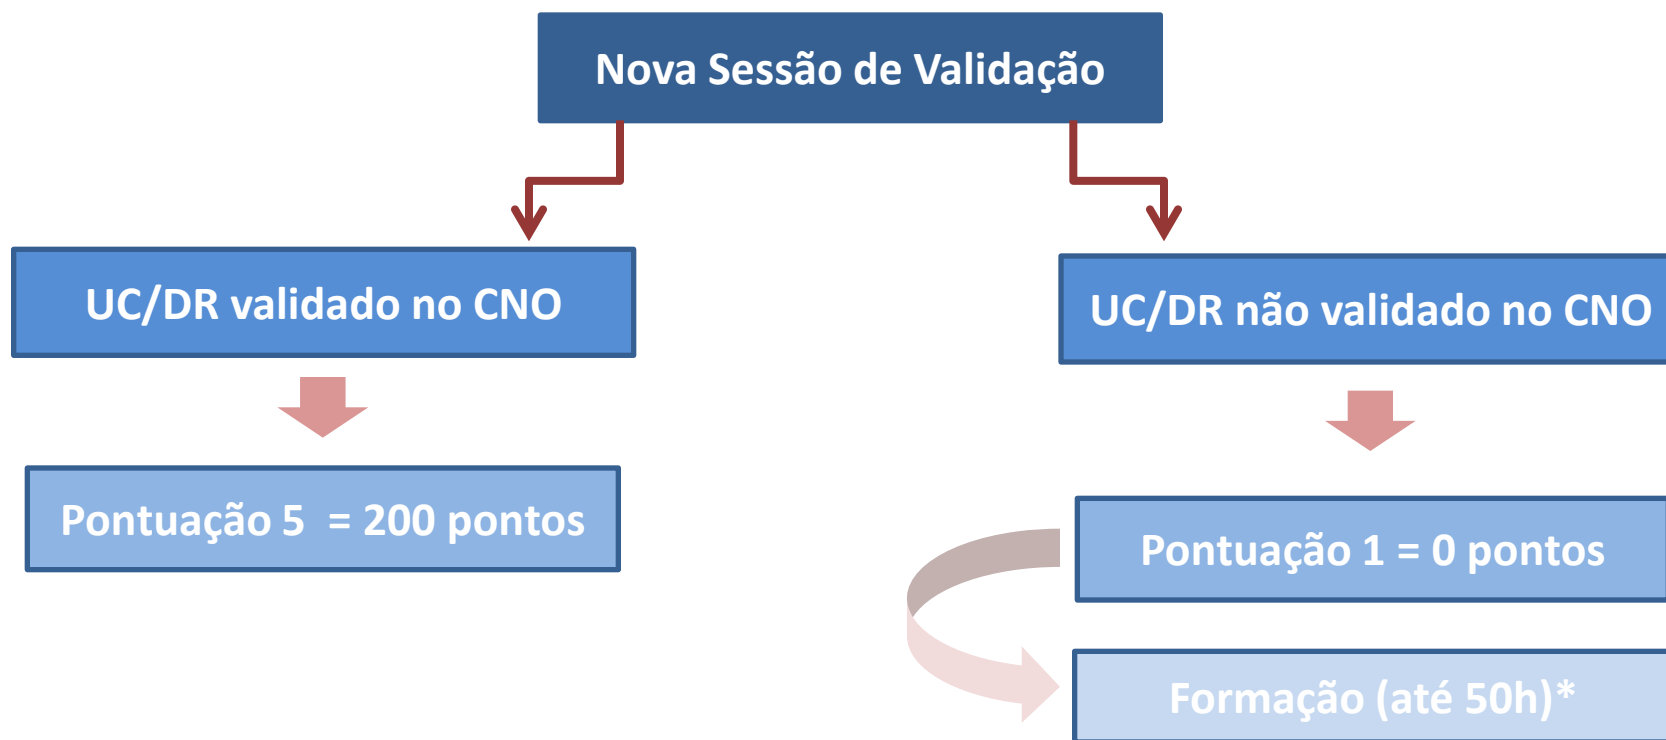 Nova Sessão de Validação
UC/DR validado no CNO
UC/DR não validado no CNO
Pontuação 5 = 200 pontos
Pontuação 1 = 0 pontos
Formação (até 50h)*